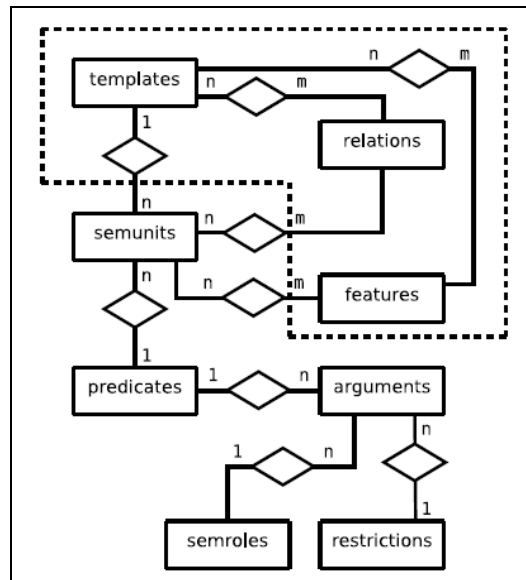 n m
templates n m
1 relations
n
semunits n m
n n m features
1
predicates 1 n arguments
n
1 n
1
semroles restrictions